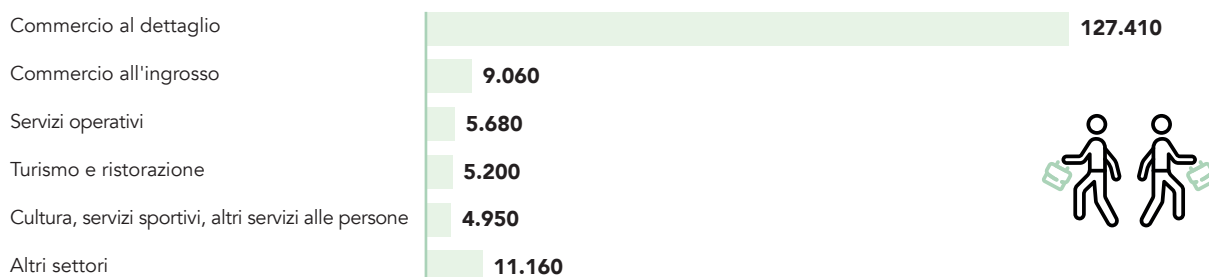 Commercio al dettaglio 127.410
Commercio all'ingrosso 9.060
Servizi operativi 5.680
Turismo e ristorazione 5.200
Cultura, servizi sportivi, altri servizi alle persone 4.950
Altri settori 11.160